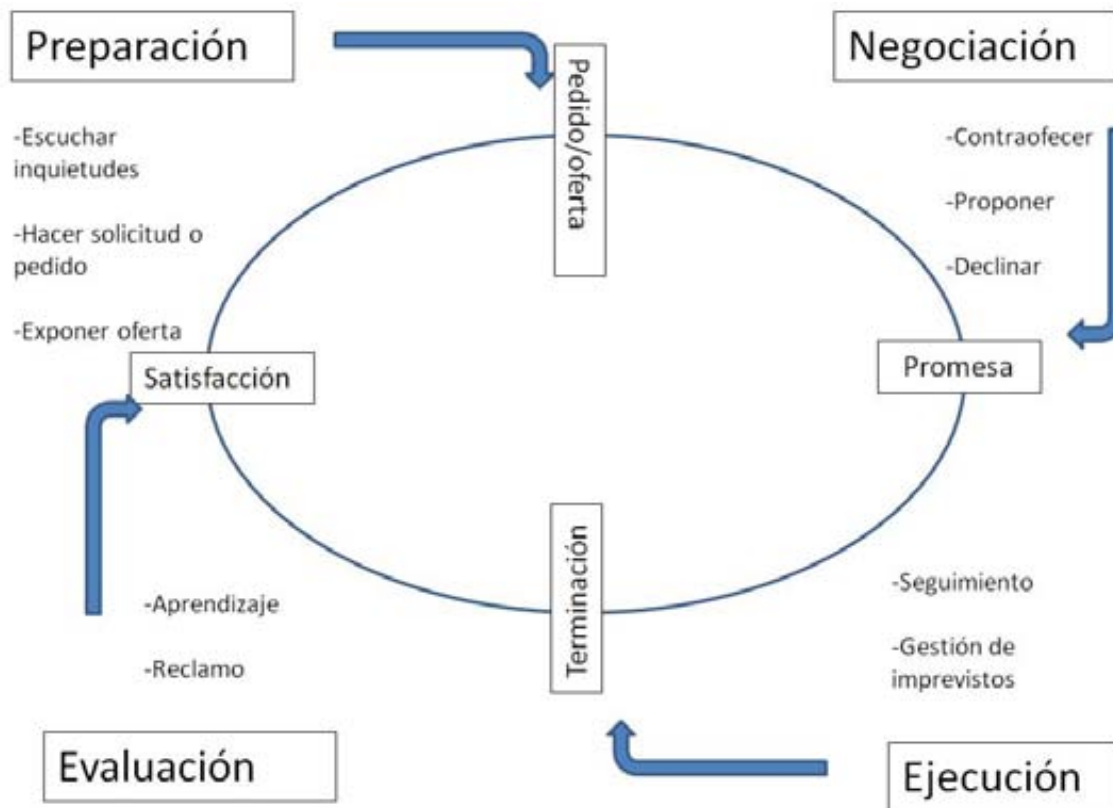 Preparación
Negociación
Pedido/oferta
-Escuchar
inquietudes
-Hacer solicitud o
pedido
-Exponer oferta
-Contraofecer
-Proponer
-Declinar
Satisfacción
Promesa
Terminación
-Aprendizaje
-Reclamo
-Seguimiento
-Gestión de
imprevistos
Evaluación
Ejecución